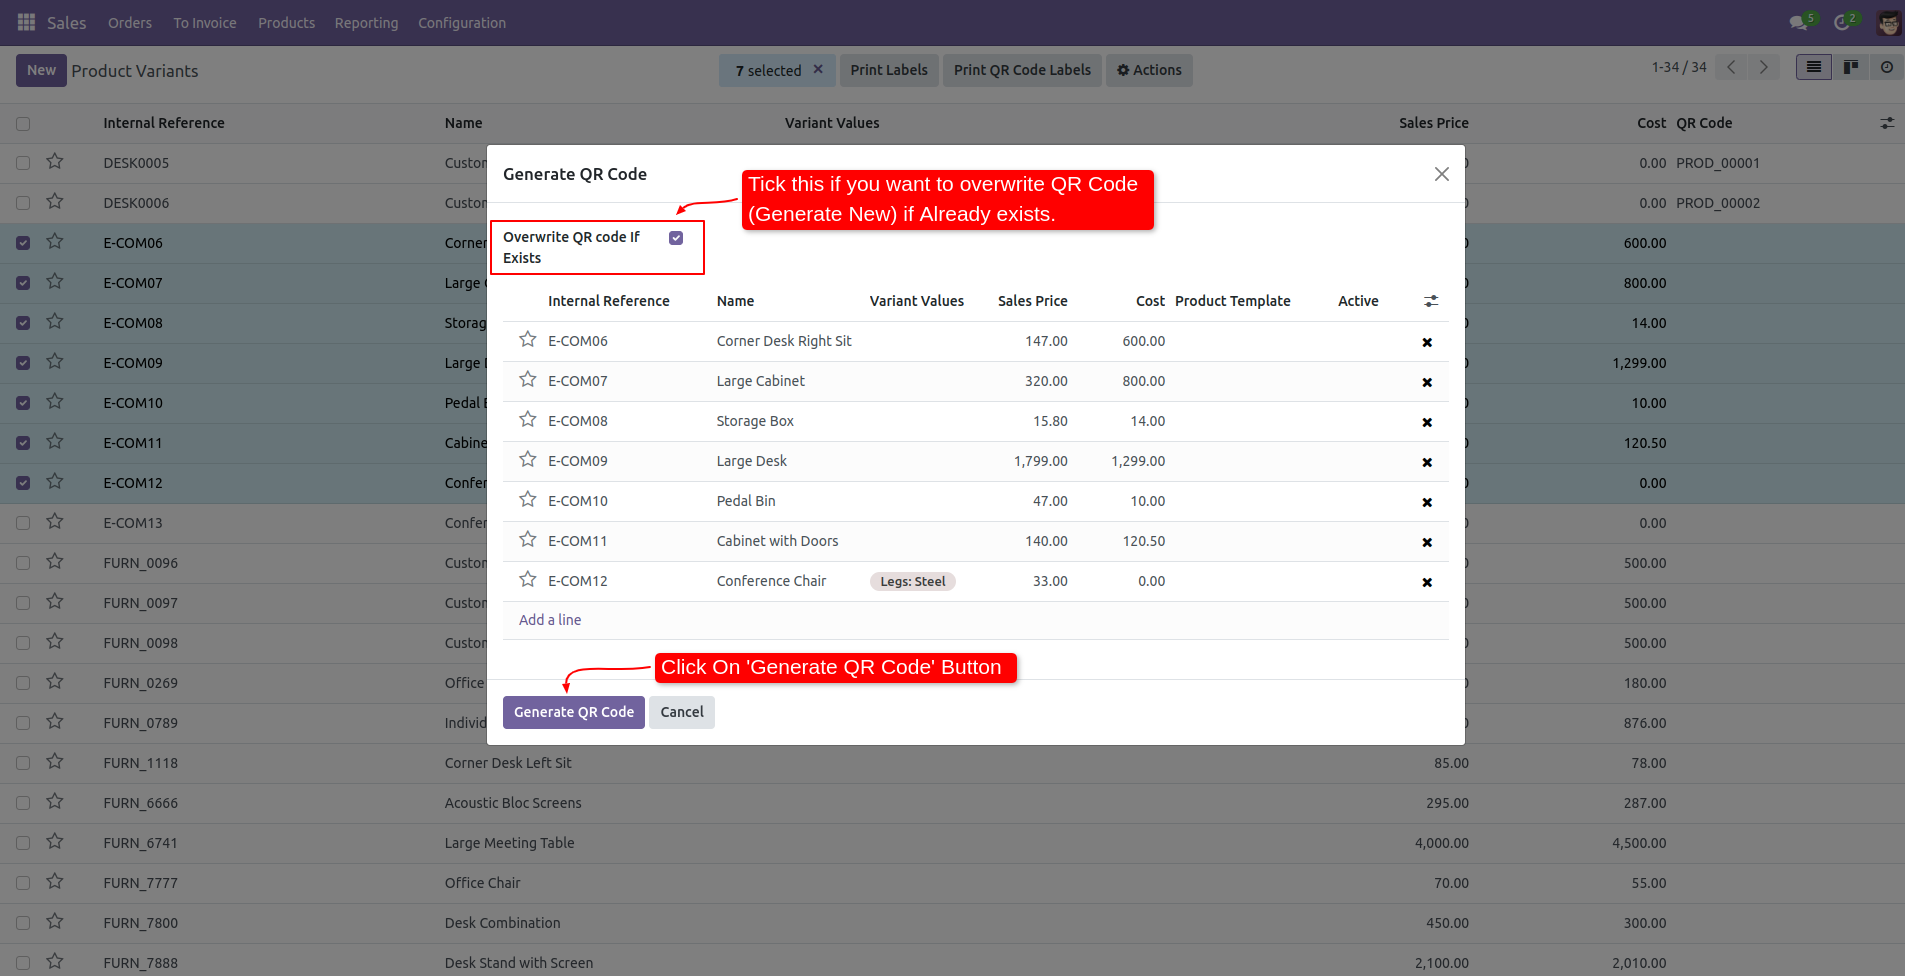 Sales Orders To Invoice Products Reporting Configuration 5 2
New Product Variants 7 selected × Print Labels Print QR Code Labels Actions 1-34 / 34
Internal Reference Name Variant Values Sales Price Cost QR Code
DESK0005 Custon 0.00 PROD_00001
DESK0006 0.00 PROD_00002
E-COM06 Corner 600.00
E-COM07 Large 800.00
E-COM08 Storag 14.00
E-COM09 Large 1,299.00
E-COM10 Pedal 10.00
E-COM11 Cabine 120.50
E-COM12 Confer 0.00
E-COM13 Confer 0.00
FURN_0096 Custon 500.00
FURN_0097 Custon 500.00
FURN_0098 Custon 500.00
FURN_0269 Office 180.00
FURN_0789 Individ 876.00
FURN_1118 Corner Desk Left Sit 85.00 78.00
FURN_6666 Acoustic Bloc Screens 295.00 287.00
FURN_6741 Large Meeting Table 4,000.00 4,500.00
FURN_7777 Office Chair 70.00 55.00
FURN_7800 Desk Combination 450.00 300.00
FURN_7888 Desk Stand with Screen 2,100.00 2,010.00
Generate QR Code
Tick this if you want to overwrite QR Code
(Generate New) if Already exists.
Overwrite QR code If
Exists
Internal Reference Name Variant Values Sales Price Cost Product Template Active
E-COM06 Corner Desk Right Sit 147.00 600.00
E-COM07 Large Cabinet 320.00 800.00
E-COM08 Storage Box 15.80 14.00
E-COM09 Large Desk 1,799.00 1,299.00
E-COM10 Pedal Bin 47.00 10.00
E-COM11 Cabinet with Doors 140.00 120.50
E-COM12 Conference Chair Legs: Steel 33.00 0.00
Add a line
Click On 'Generate QR Code' Button
Generate QR Code Cancel